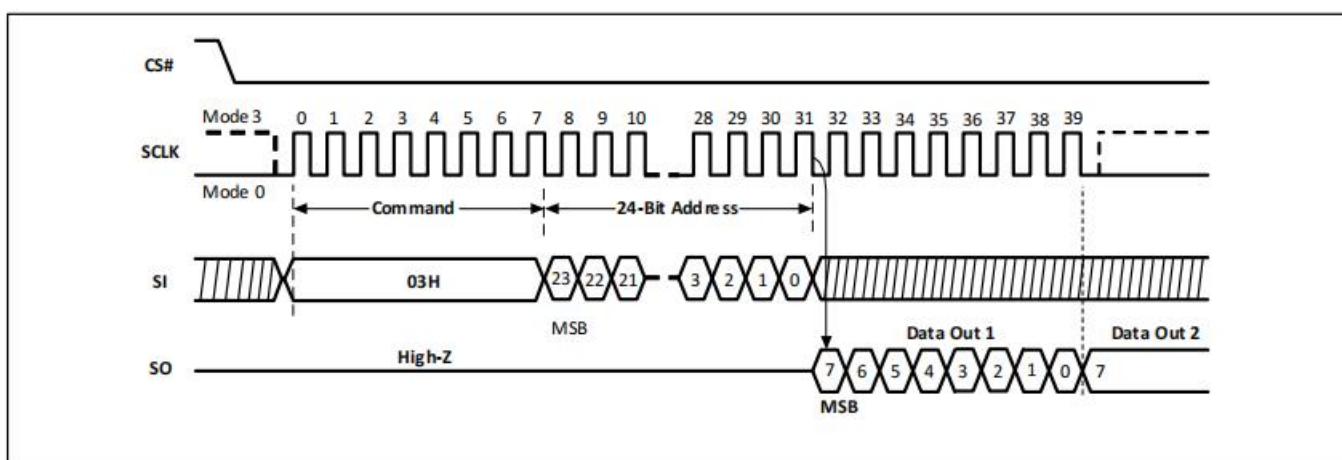 CS#
Mode 3 0 1 2 3 4 5 6 7 8 9 10 28 29 30 31 32 33 34 35 36 37 38 39
SCLK
Mode 0
Command 24-Bit Address
SI 03H 23 22 21 3 2 1 0
MSB
Data Out 1 Data Out 2
High-Z
SO 7 6 5 4 3 2 1 0 7
MSB